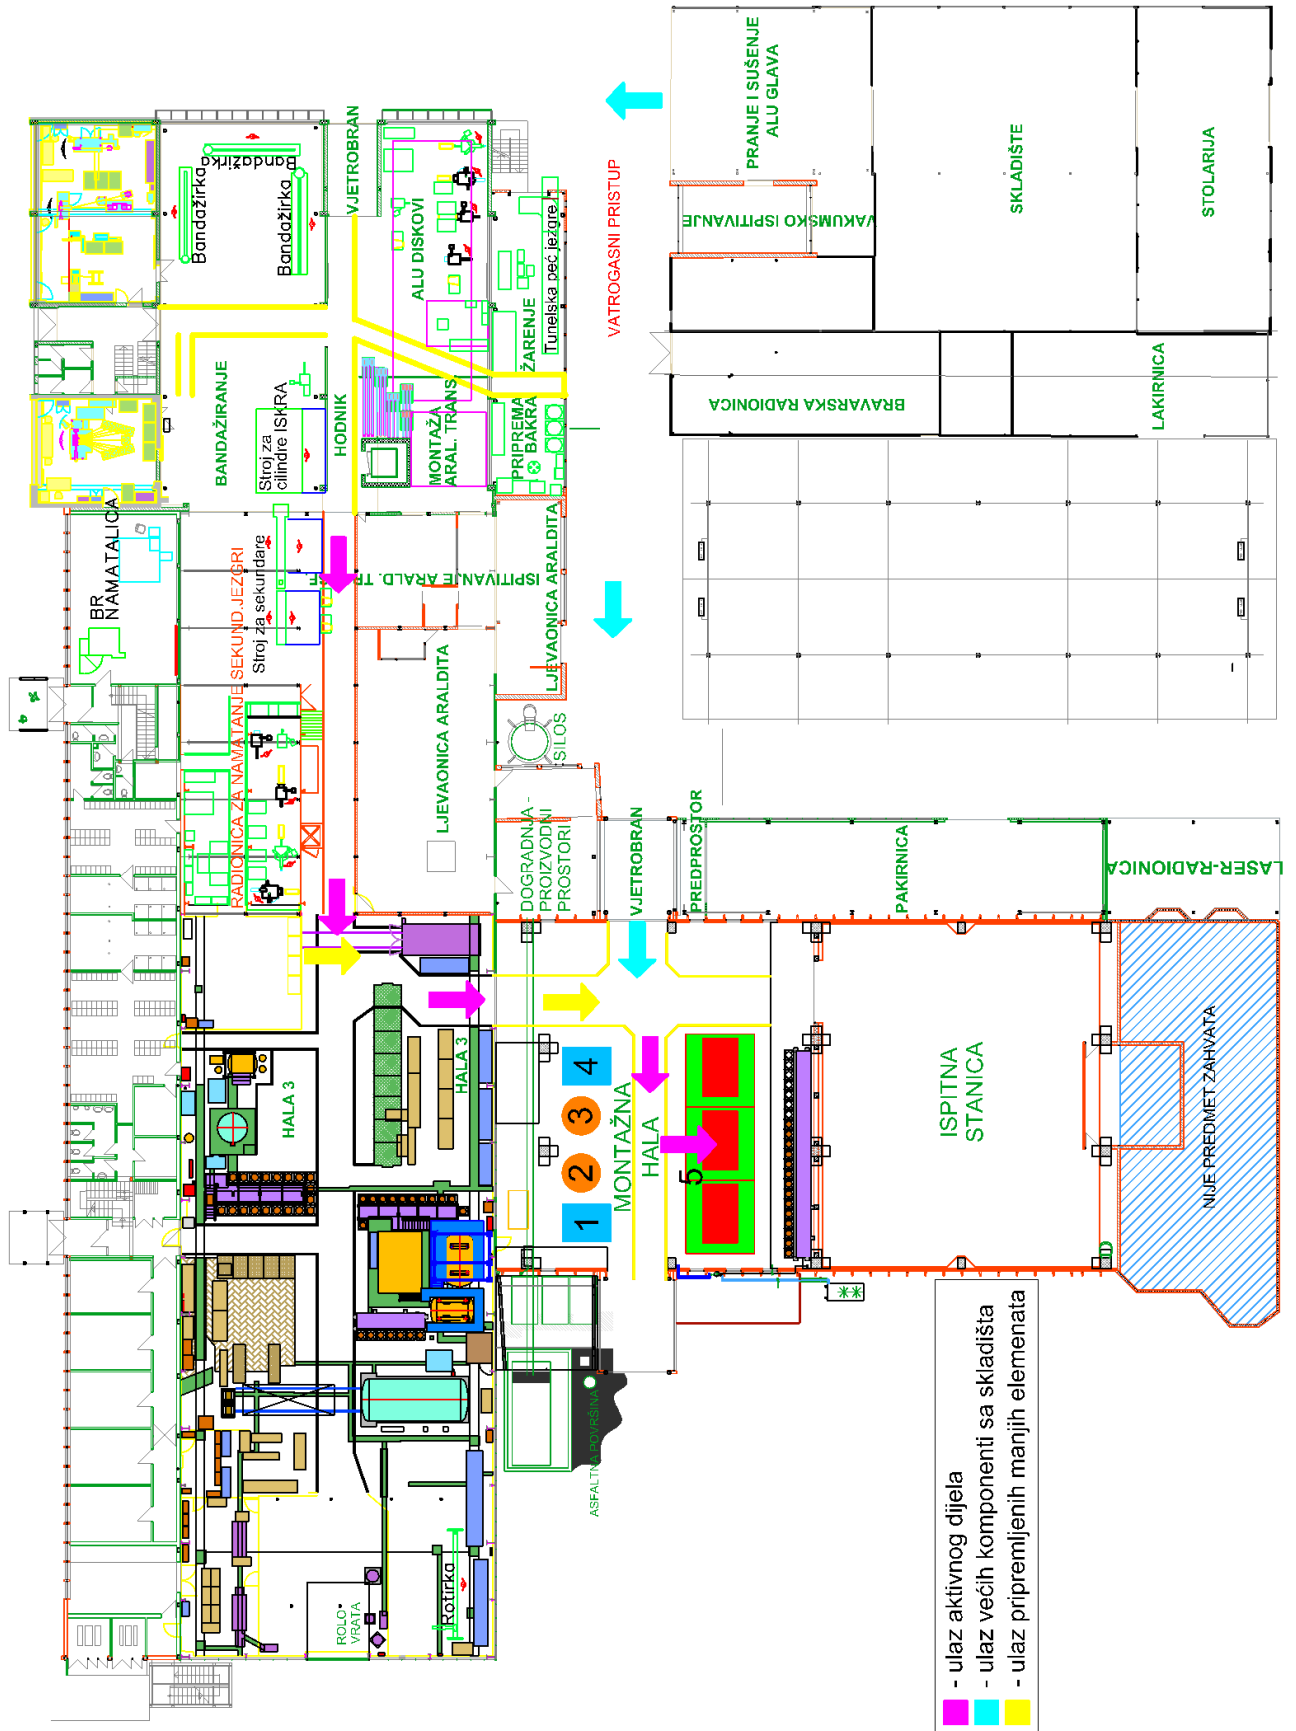 PRANJE I SUŠENJE
ALU GLAVA
SKLADIŠTE
STOLARIJA
VAKUMSKO ISPITIVANJE
BRAVARSKA RADIONICA
LAKIRNICA
VATROGASNI PRISTUP
VJETROBRAN
Bandažirka
Bandažirka
Bandažirka
ALU DISKOVI
Tunelska peć jezgre
ŽARENJE
BANDAŽIRANJE
Stroj za
cilindre ISKRA
HODNIK
MONTAŽA
ARAL. TRANS
PRIPREMA
BAKRA
BR
NAMATALICA
RADIONICA ZA NAMATANJE SEKUND.JEZGRI
Stroj za sekundare
ISPITIVANJE ARALD. TR
LJEVAONICA ARALDITA
LJEVAONICA ARALDITA
SILOS
DOGRADNJA -
PROIZVODNI
PROSTORI
VJETROBRAN
PREDPROSTOR
PAKIRNICA
LASER-RADIONICA
HALA 3
HALA 3
1
2
3
4
MONTAŽNA
HALA
5
ISPITNA
STANICA
NIJE PREDMET ZAHVATA
ASFALTNA POVRŠINA
ROLO
VRATA
Rotirka
- ulaz aktivnog dijela
- ulaz većih komponenti sa skladišta
- ulaz pripremljenih manjih elemenata